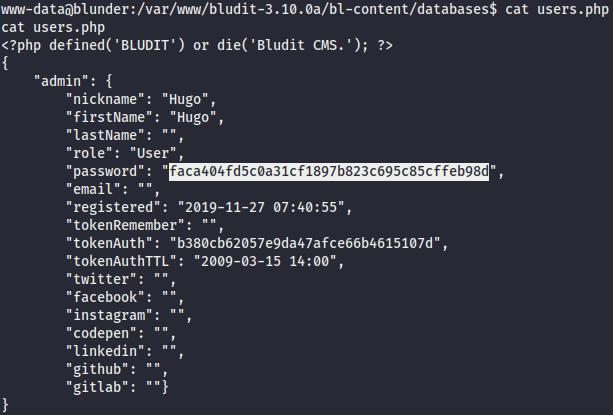 www-data@blunder:/var/www/bludit-3.10.0a/bl-content/databases$ cat users.php
cat users.php
<?php defined('BLUDIT') or die('Bludit CMS.'); ?>
{
    "admin": {
        "nickname": "Hugo",
        "firstName": "Hugo",
        "lastName": "",
        "role": "User",
        "password": "faca404fd5c0a31cf1897b823c695c85cffeb98d",
        "email": "",
        "registered": "2019-11-27 07:40:55",
        "tokenRemember": "",
        "tokenAuth": "b380cb62057e9da47afce66b4615107d",
        "tokenAuthTTL": "2009-03-15 14:00",
        "twitter": "",
        "facebook": "",
        "instagram": "",
        "codepen": "",
        "linkedin": "",
        "github": "",
        "gitlab": ""}
}